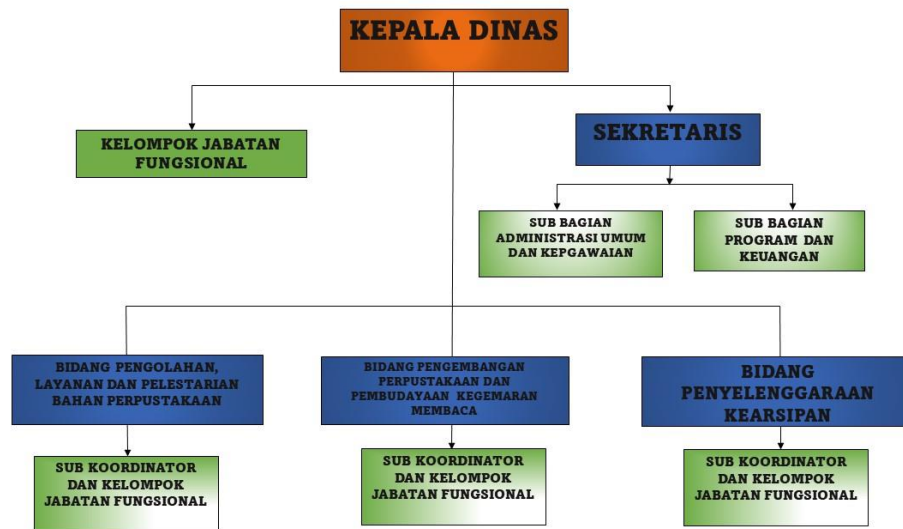 KEPALA DINAS
KELOMPOK JABATAN
FUNGSIONAL
SEKRETARIS
SUB BAGIAN
ADMINISTRASI UMUM
DAN KEPGAWAIAN
SUB BAGIAN
PROGRAM DAN
KEUANGAN
BIDANG PENGOLAHAN,
LAYANAN DAN PELESTARIAN
BAHAN PERPUSTAKAAN
BIDANG PENGEMBANGAN
PERPUSTAKAAN DAN
PEMBUDAYAAN KEGEMARAN
MEMBACA
BIDANG
PENYELENGGARAAN
KEARSIPAN
SUB KOORDINATOR
DAN KELOMPOK
JABATAN FUNGSIONAL
SUB KOORDINATOR
DAN KELOMPOK
JABATAN FUNGSIONAL
SUB KOORDINATOR
DAN KELOMPOK
JABATAN FUNGSIONAL